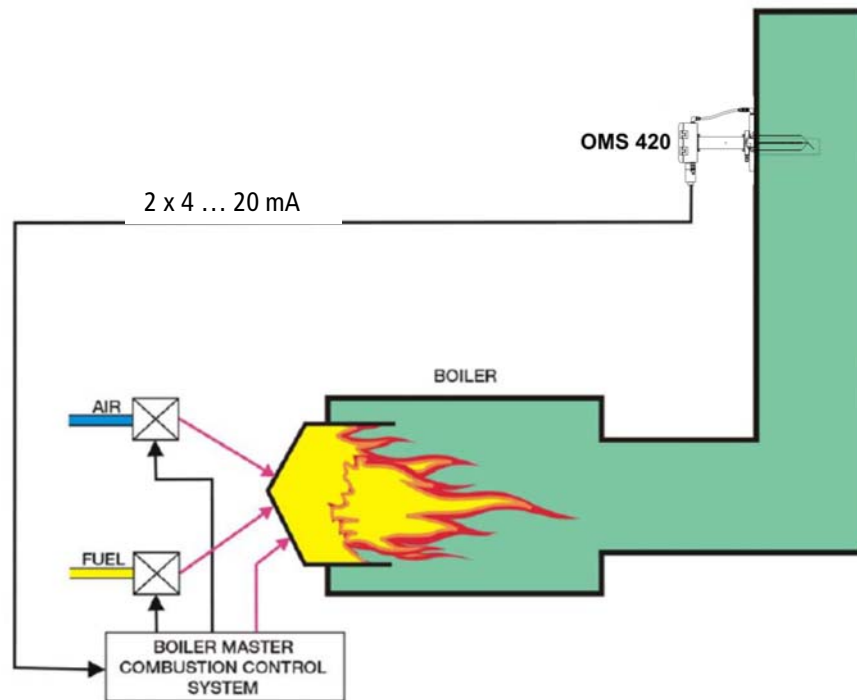 OMS 420
2 x 4 ... 20 mA
BOILER
AIR
FUEL
BOILER MASTER
COMBUSTION CONTROL
SYSTEM